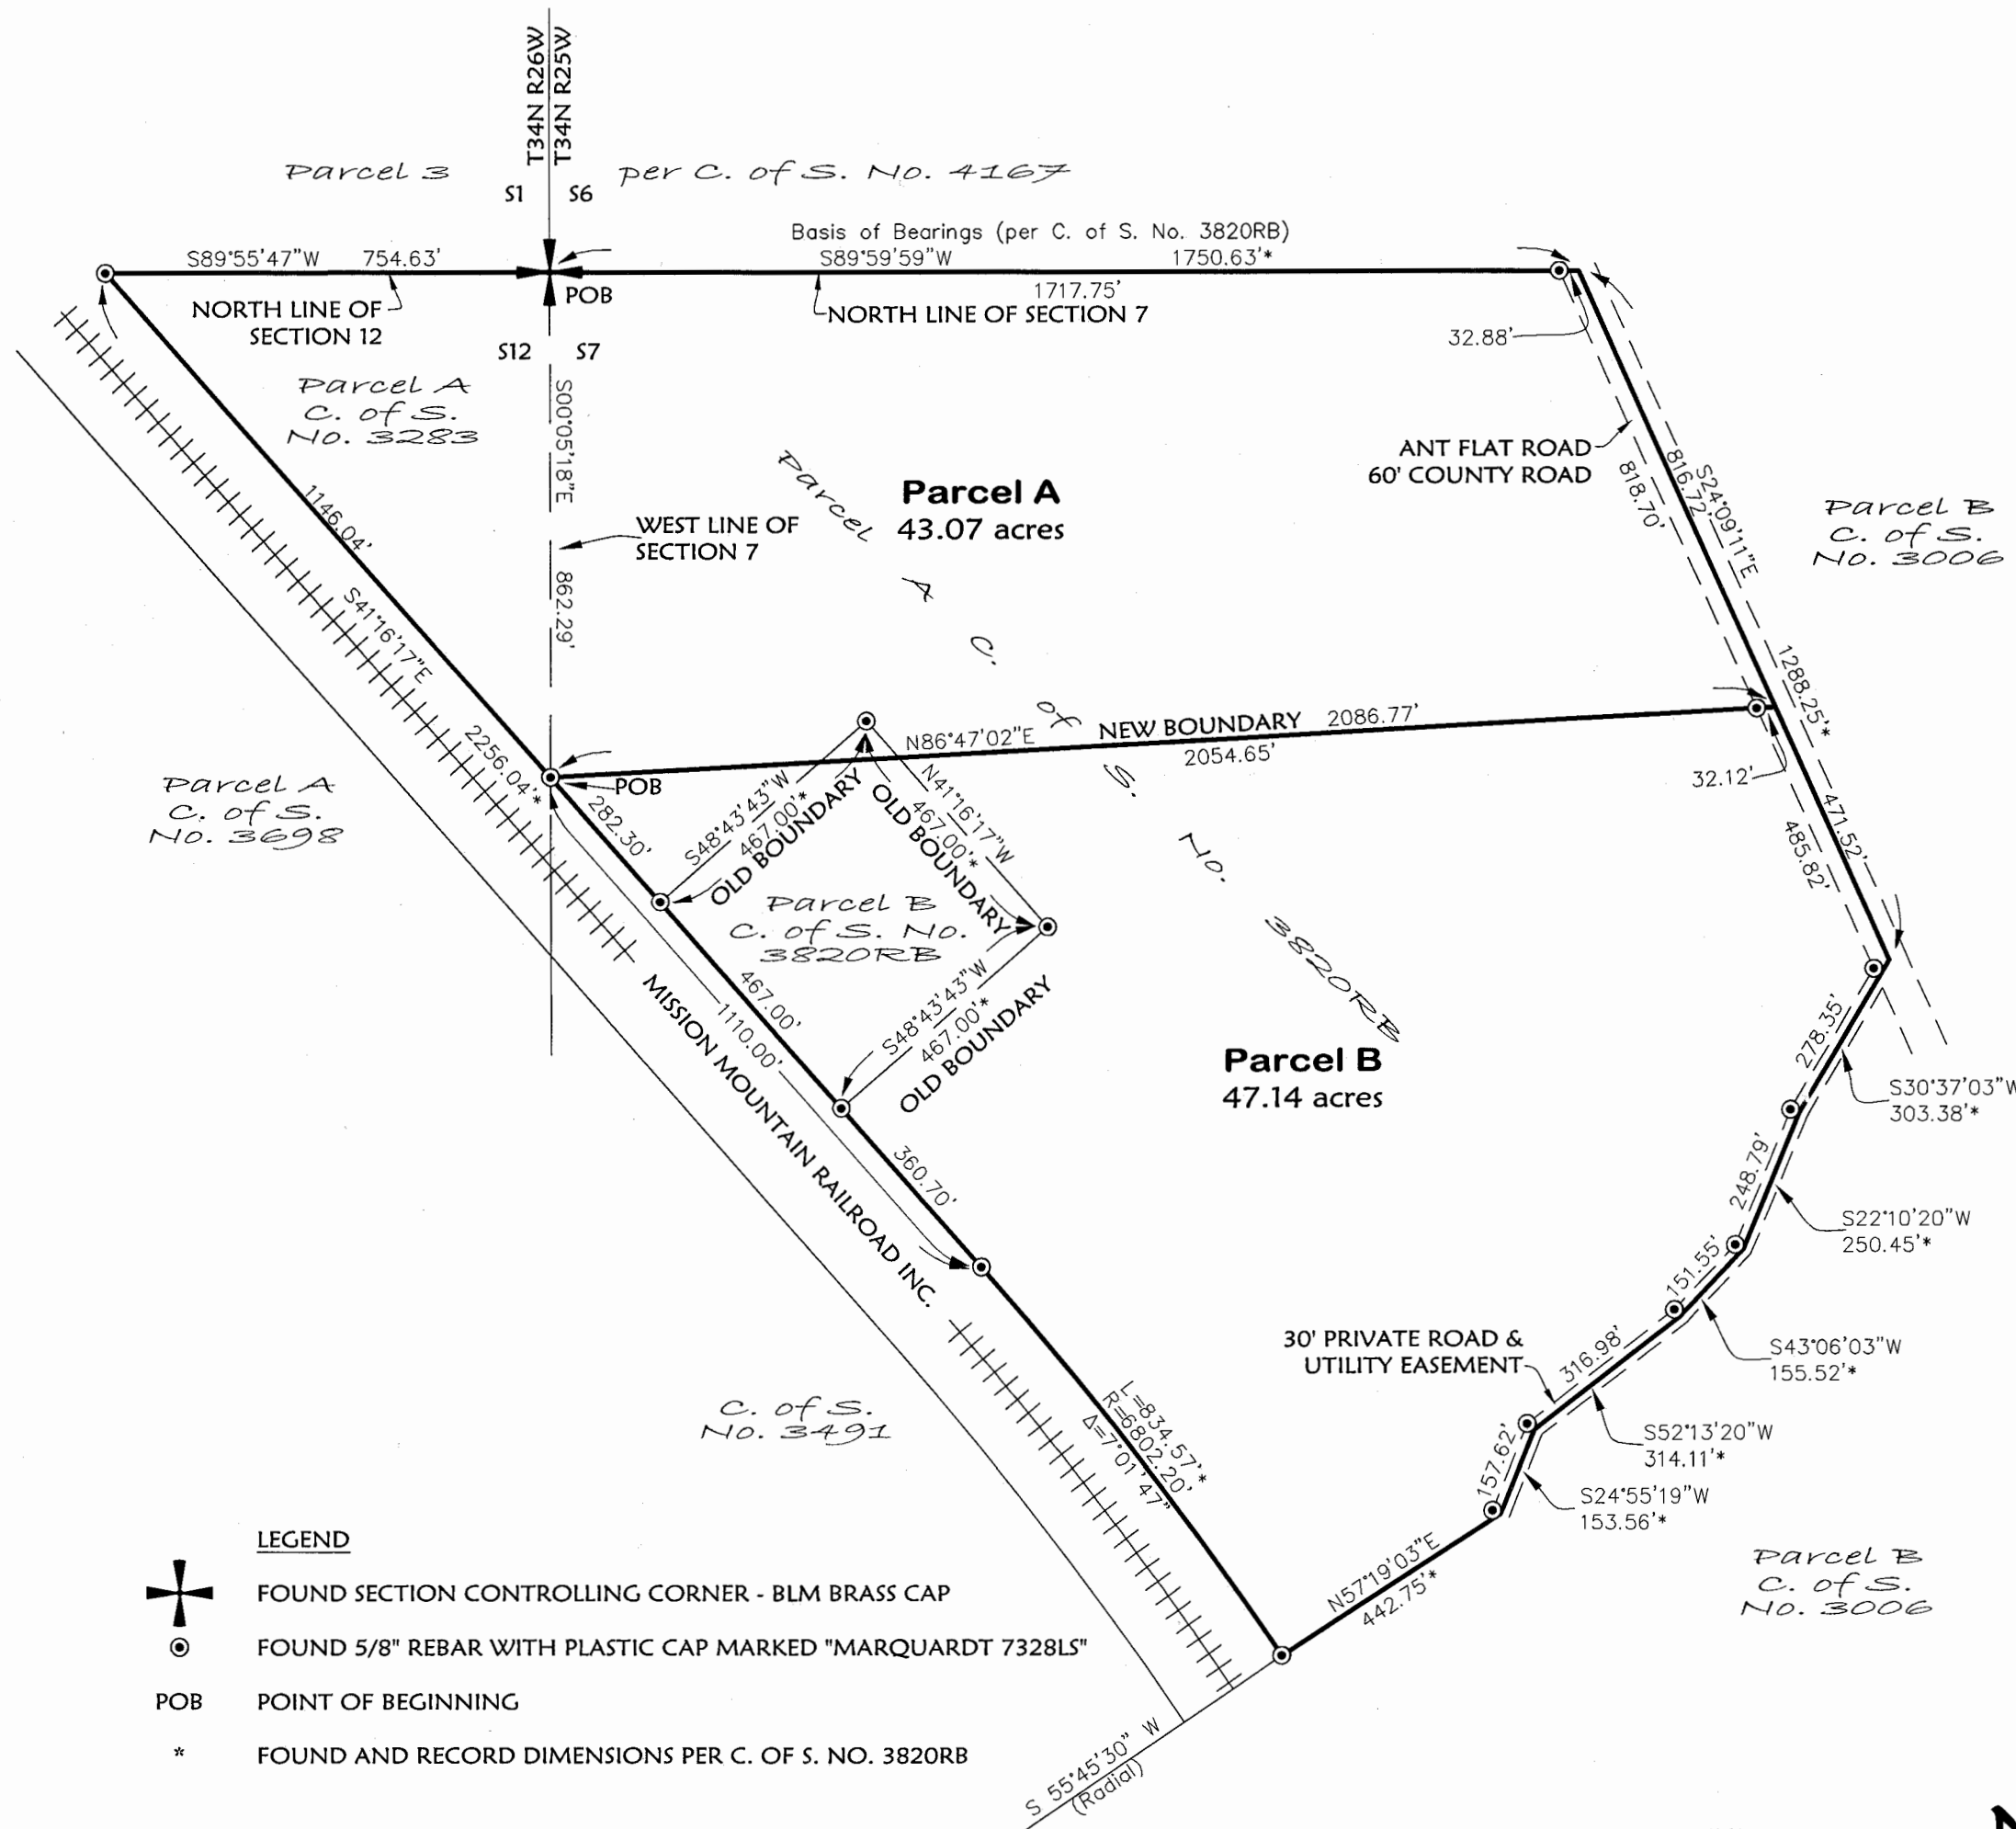 T34N R26W
T34N R25W
Parcel 3
per C. of S. No. 4167
S1
S6
Basis of Bearings (per C. of S. No. 3820RB)
S89°55'47"W
754.63'
S89°59'59"W
1750.63'*
POB
1717.75'
NORTH LINE OF
SECTION 12
NORTH LINE OF SECTION 7
32.88'
S12
S7
Parcel A
C. of S.
No. 3283
S00°05'18"E
862.29'
WEST LINE OF
SECTION 7
Parcel A
43.07 acres
Parcel A C. of S. No. 3820RB
ANT FLAT ROAD
60' COUNTY ROAD
818.70'
816.72'
S24°09'11"E
1288.25'*
Parcel B
C. of S.
No. 3006
1146.04'
S41°16'17"E
2256.04'*
N86°47'02"E
NEW BOUNDARY
2086.77'
2054.65'
32.12'
471.52'
485.82'
POB
Parcel A
C. of S.
No. 3698
282.30'
S48°43'43"W
467.00'*
OLD BOUNDARY
N41°16'17"W
467.00'*
OLD BOUNDARY
Parcel B
C. of S. No.
3820RB
S48°43'43"W
467.00'*
OLD BOUNDARY
467.00'
1110.00'
MISSION MOUNTAIN RAILROAD INC.
360.70'
Parcel B
47.14 acres
278.35'
S30°37'03"W
303.38'*
248.79'
S22°10'20"W
250.45'*
151.55'
S43°06'03"W
155.52'*
30' PRIVATE ROAD &
UTILITY EASEMENT
316.98'
S52°13'20"W
314.11'*
157.62'
S24°55'19"W
153.56'*
L=834.57'*
R=6802.20'
Δ=7°01'47"
C. of S.
No. 3491
N57°19'03"E
442.75'*
Parcel B
C. of S.
No. 3006
S 55°45'30" W
(Radial)
LEGEND
FOUND SECTION CONTROLLING CORNER - BLM BRASS CAP
FOUND 5/8" REBAR WITH PLASTIC CAP MARKED "MARQUARDT 7328LS"
POB POINT OF BEGINNING
* FOUND AND RECORD DIMENSIONS PER C. OF S. NO. 3820RB